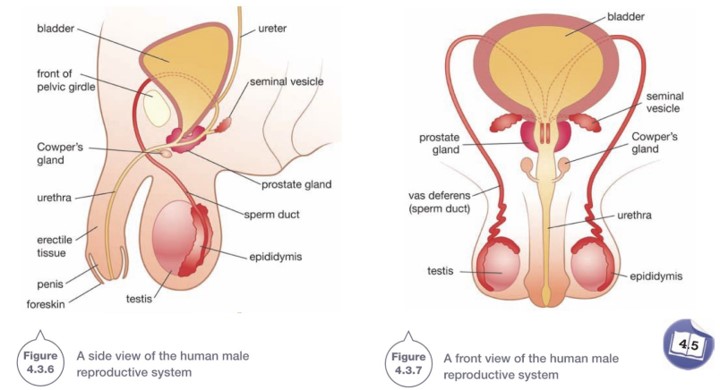 bladder
ureter
front of
pelvic girdle
seminal vesicle
Cowper's
gland
prostate gland
urethra
sperm duct
erectile
tissue
epididymis
penis
foreskin
testis
Figure
4.3.6
A side view of the human male
reproductive system
bladder
seminal
vesicle
prostate
gland
Cowper's
gland
vas deferens
(sperm duct)
urethra
testis
epididymis
Figure
4.3.7
A front view of the human male
reproductive system
4.5